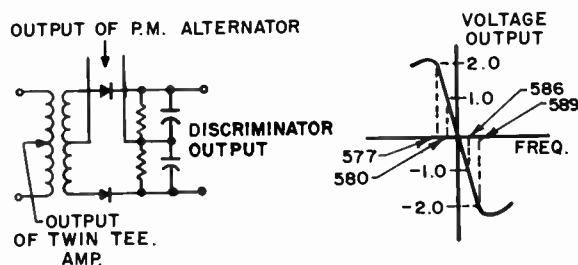 OUTPUT OF P.M. ALTERNATOR
DISCRIMINATOR
OUTPUT
OUTPUT
OF TWIN TEE.
AMP.
VOLTAGE
OUTPUT
2.0
1.0
586
589
577
580
FREQ.
-1.0
-2.0